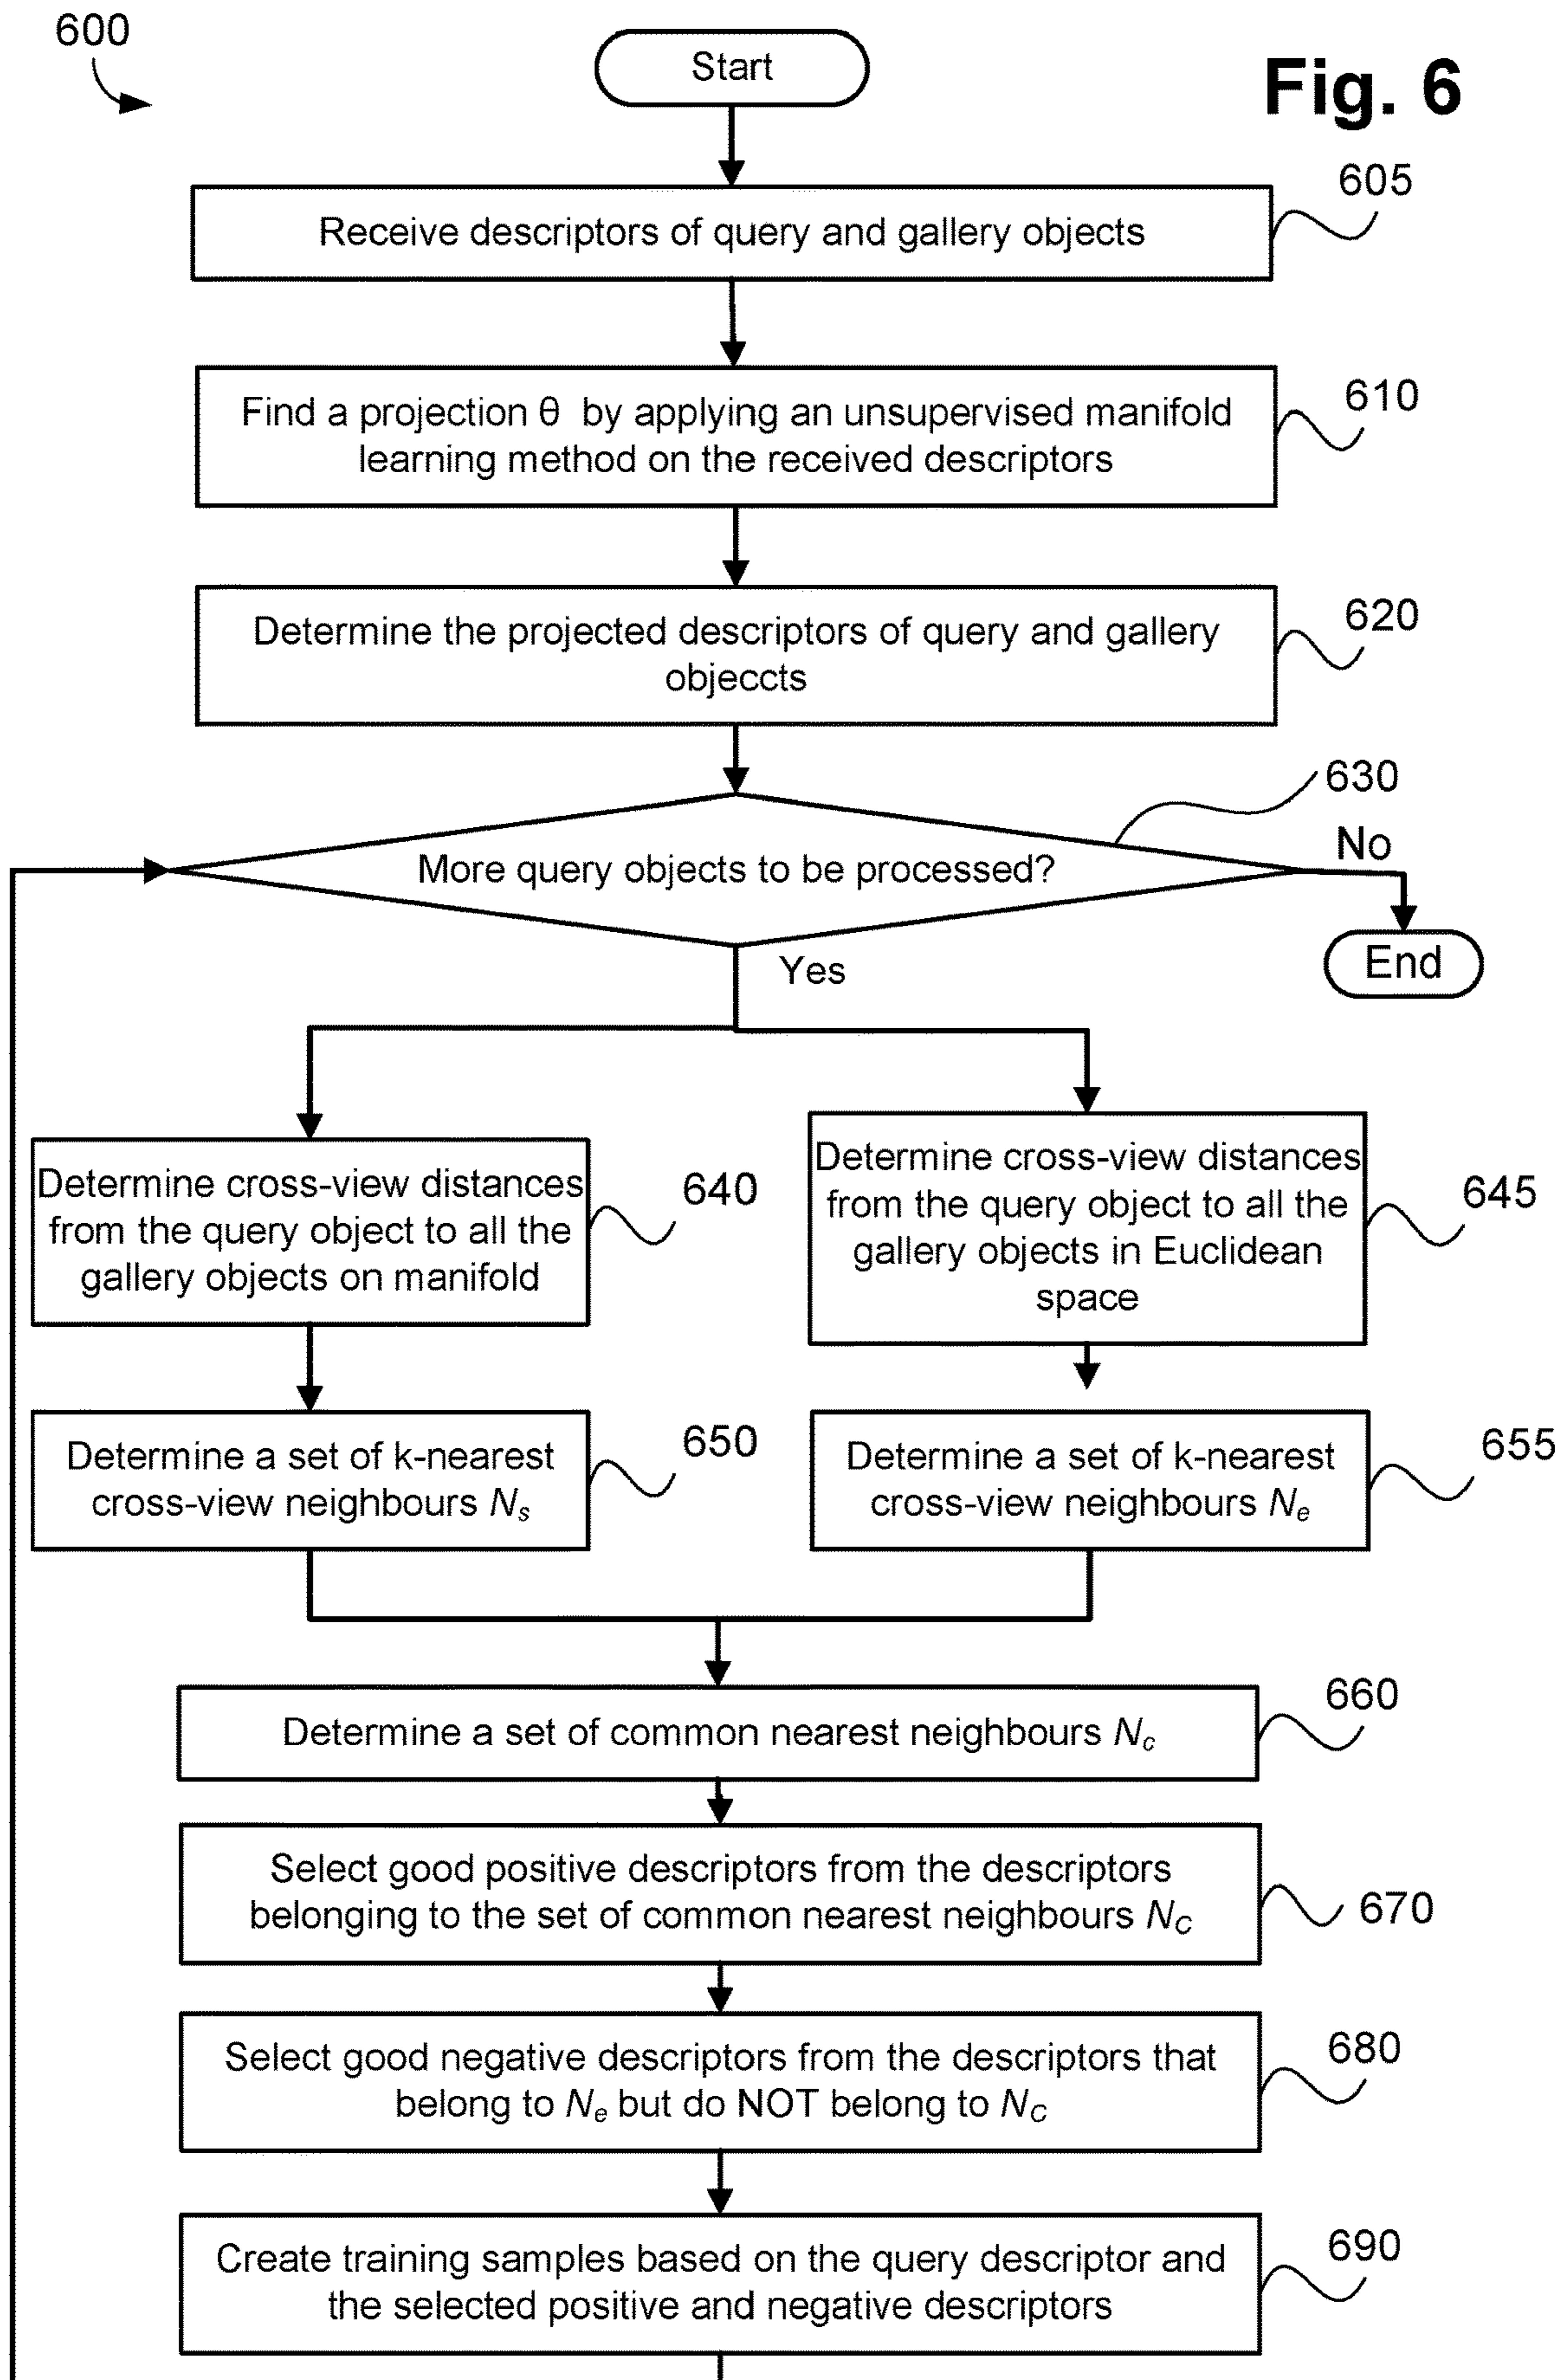 600
Start
Fig. 6
605
Receive descriptors of query and gallery objects
610
Find a projection θ by applying an unsupervised manifold
learning method on the received descriptors
620
Determine the projected descriptors of query and gallery
objeccts
630
More query objects to be processed?
No
End
Yes
Determine cross-view distances
from the query object to all the
gallery objects on manifold
640
Determine cross-view distances
from the query object to all the
gallery objects in Euclidean
space
645
Determine a set of k-nearest
cross-view neighbours Ns
650
Determine a set of k-nearest
cross-view neighbours Ne
655
660
Determine a set of common nearest neighbours Nc
Select good positive descriptors from the descriptors
belonging to the set of common nearest neighbours NC
670
680
Select good negative descriptors from the descriptors that
belong to Ne but do NOT belong to NC
690
Create training samples based on the query descriptor and
the selected positive and negative descriptors